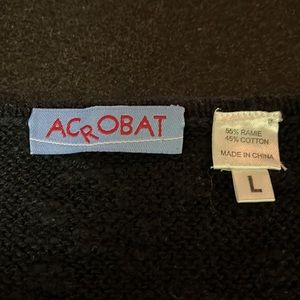 ACROBAT
55% RAMIE
45% COTTON
MADE IN CHINA
L